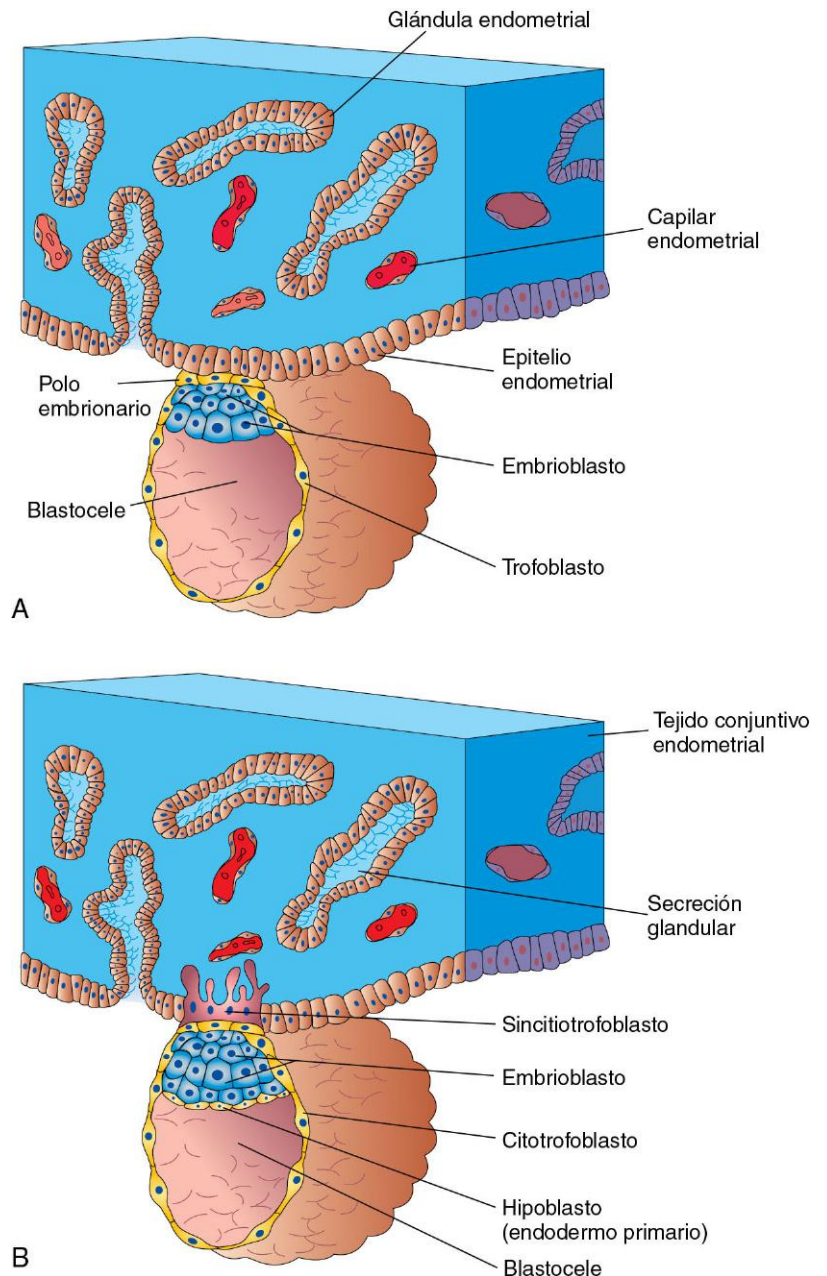 Glándula endometrial
Capilar
endometrial
Epitelio
endometrial
Polo
embrionario
Embrioblasto
Blastocele
Trofoblasto
A
Tejido conjuntivo
endometrial
Secreción
glandular
Sincitiotrofoblasto
Embrioblasto
Citotrofoblasto
Hipoblasto
(endodermo primario)
Blastocele
B